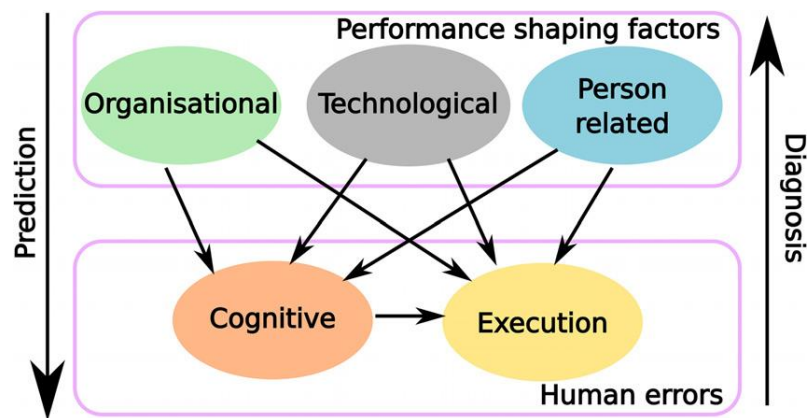 Performance shaping factors
Organisational
Technological
Person
related
Prediction
Diagnosis
Cognitive
Execution
Human errors